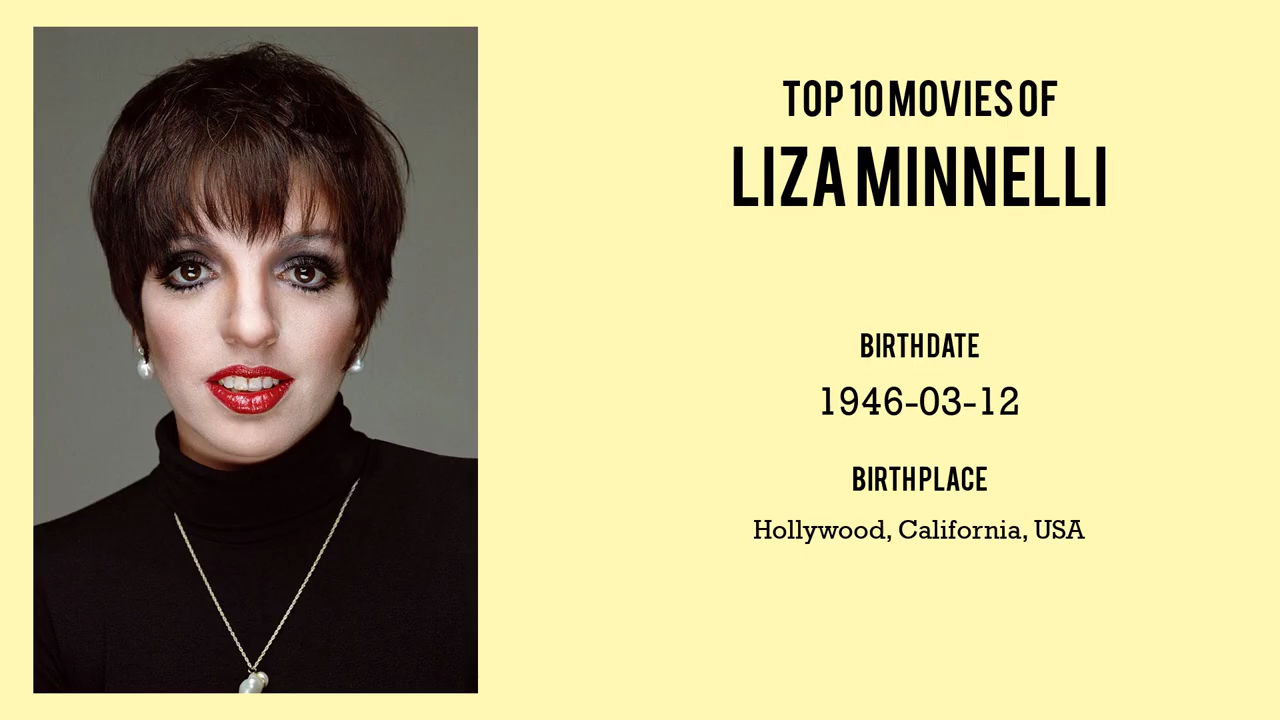 TOP 10 MOVIES OF
LIZA MINNELLI
BIRTHDATE
1946-03-12
BIRTHPLACE
Hollywood, California, USA